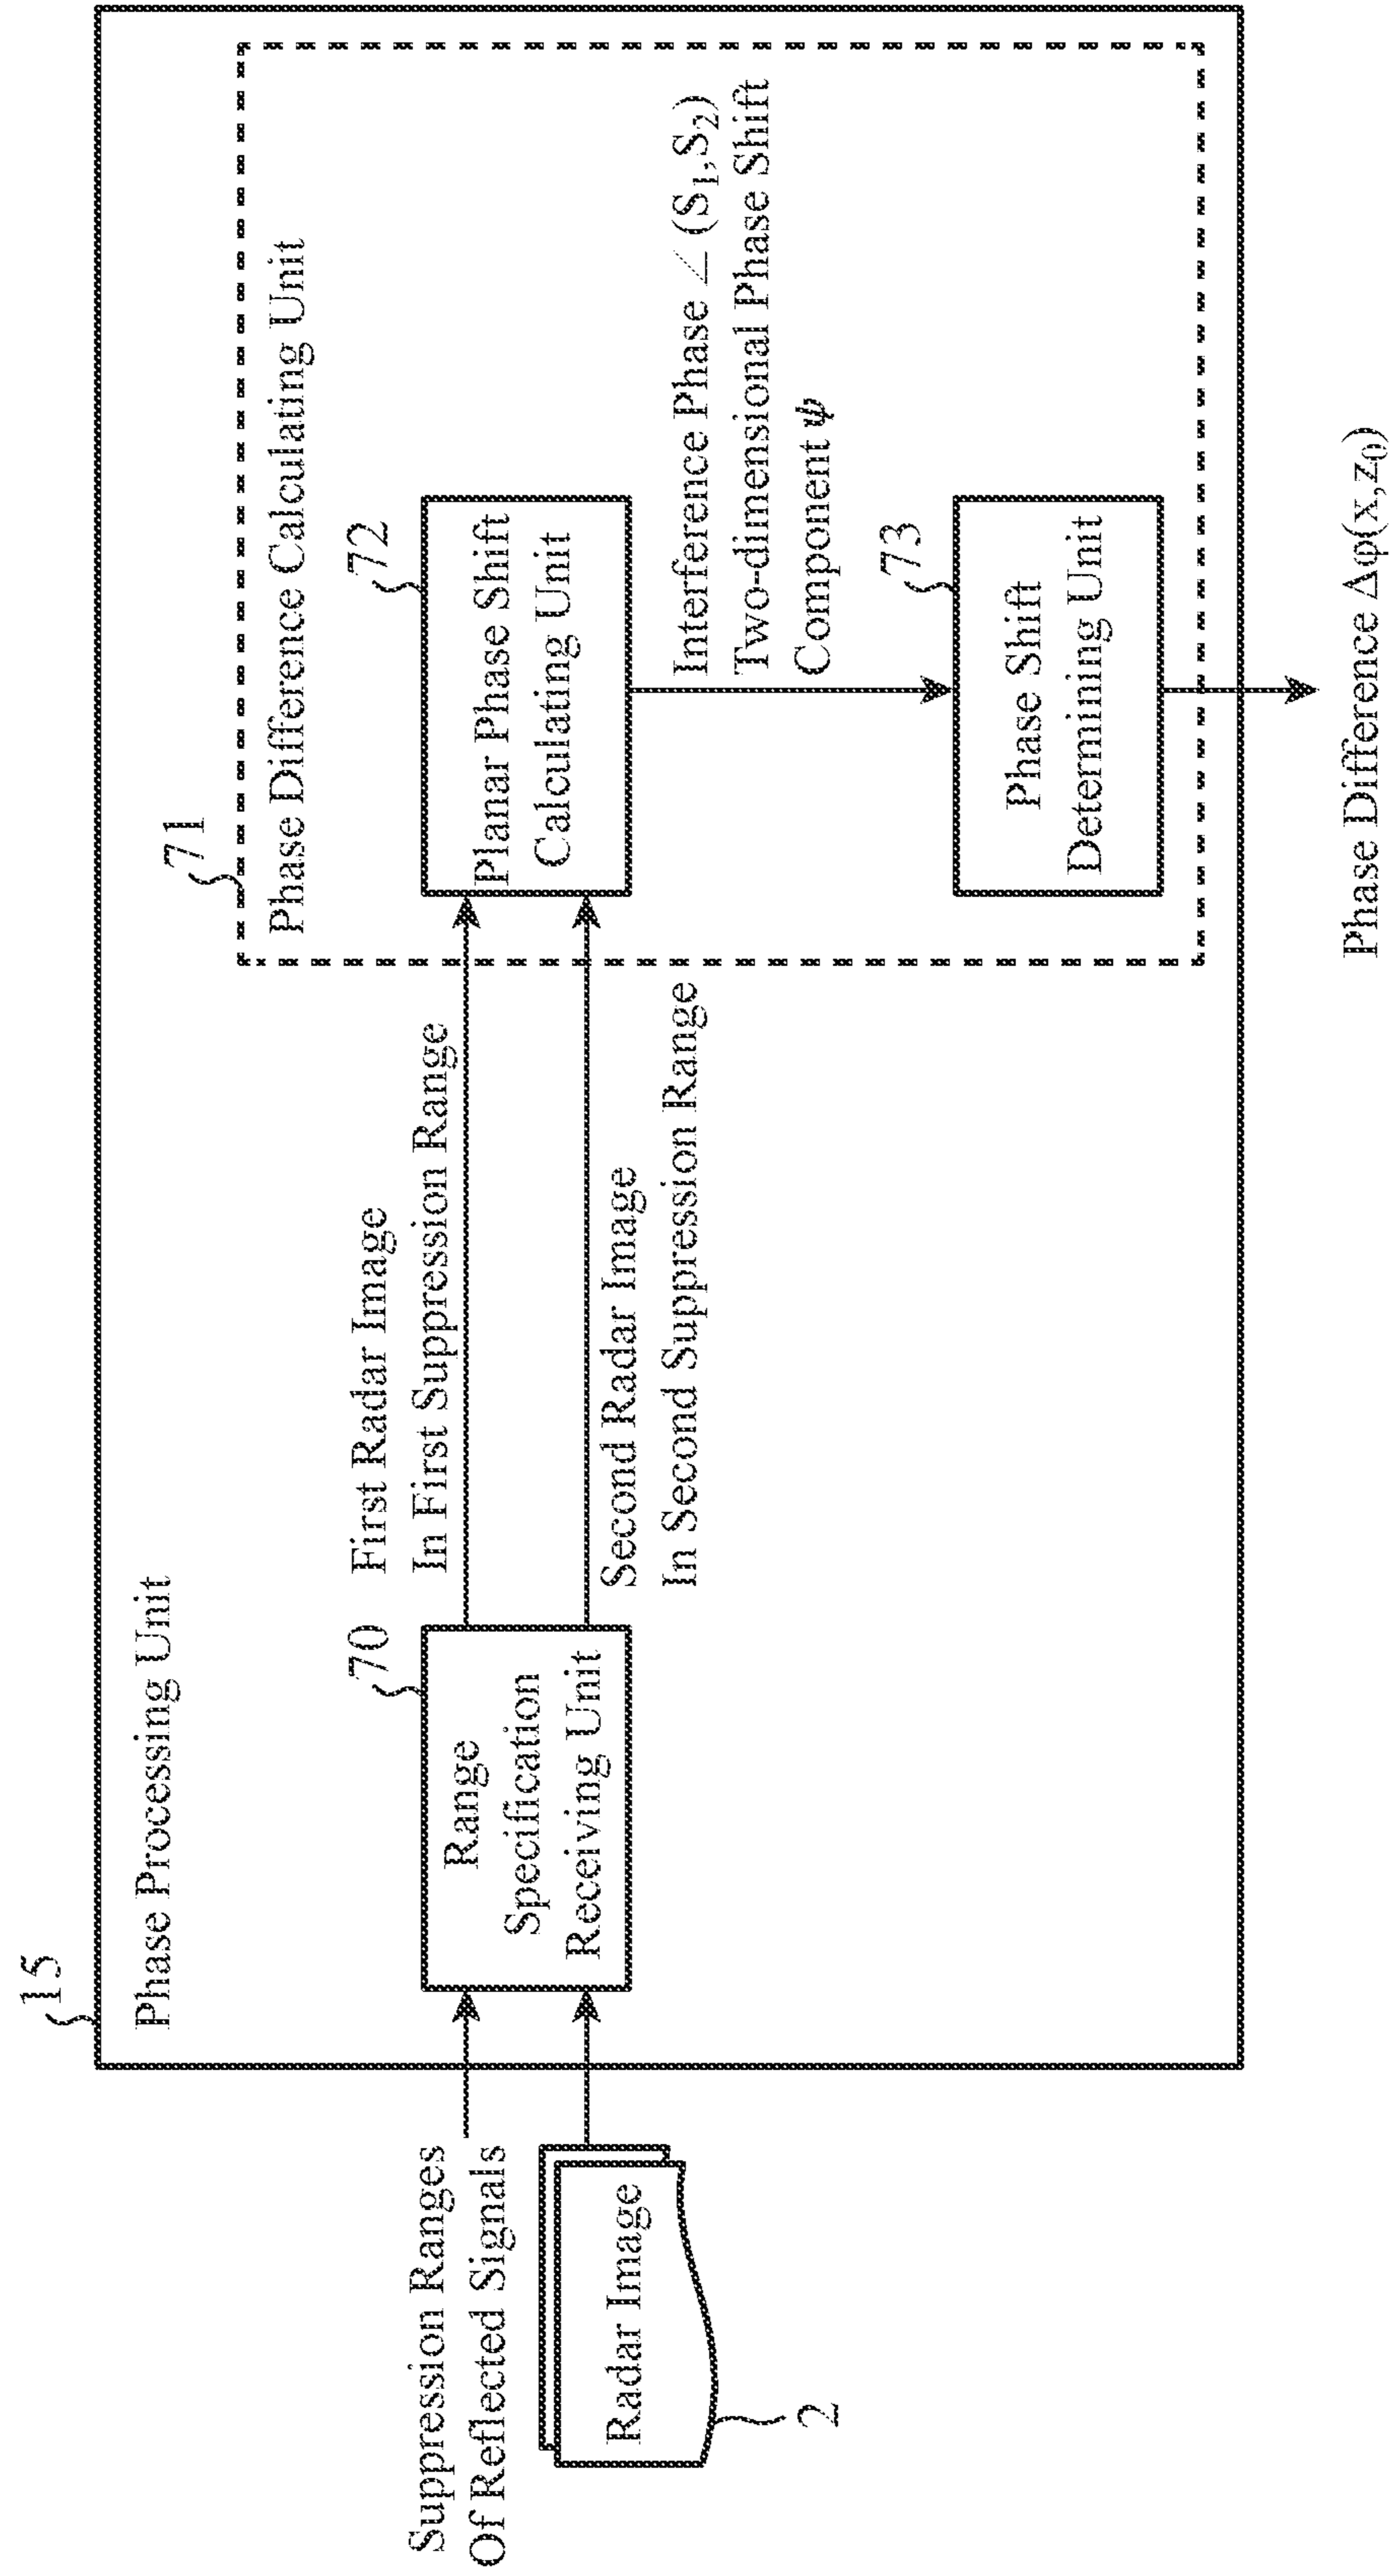 15
Phase Processing Unit
71
Phase Difference Calculating Unit
Suppression Ranges
Of Reflected Signals
Radar Image
2
70
Range
Specification
Receiving Unit
First Radar Image
In First Suppression Range
Second Radar Image
In Second Suppression Range
72
Planar Phase Shift
Calculating Unit
Interference Phase ∠ (S₁,S₂)
Two-dimensional Phase Shift
Component ψ
73
Phase Shift
Determining Unit
Phase Difference Δφ(x,z₀)